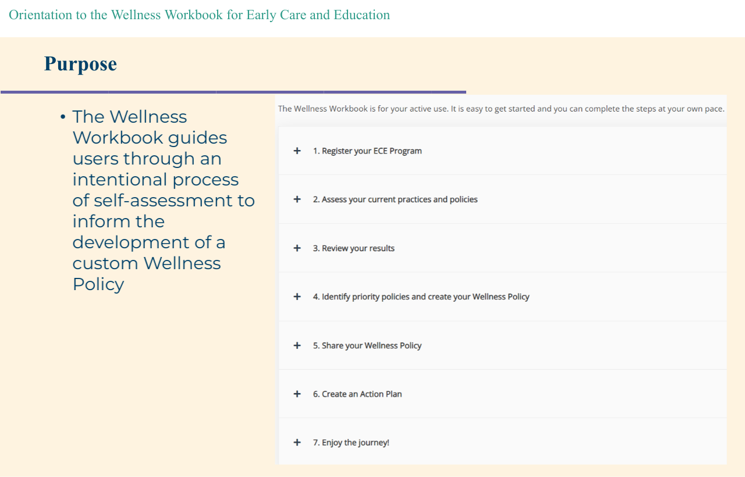 Orientation to the Wellness Workbook for Early Care and Education
Purpose
• The Wellness
Workbook guides
users through an
intentional process
of self-assessment to
inform the
development of a
custom Wellness
Policy
The Wellness Workbook is for your active use. It is easy to get started and you can complete the steps at your own pace.
+ 1. Register your ECE Program
+ 2. Assess your current practices and policies
+ 3. Review your results
+ 4. Identify priority policies and create your Wellness Policy
+ 5. Share your Wellness Policy
+ 6. Create an Action Plan
+ 7. Enjoy the journey!